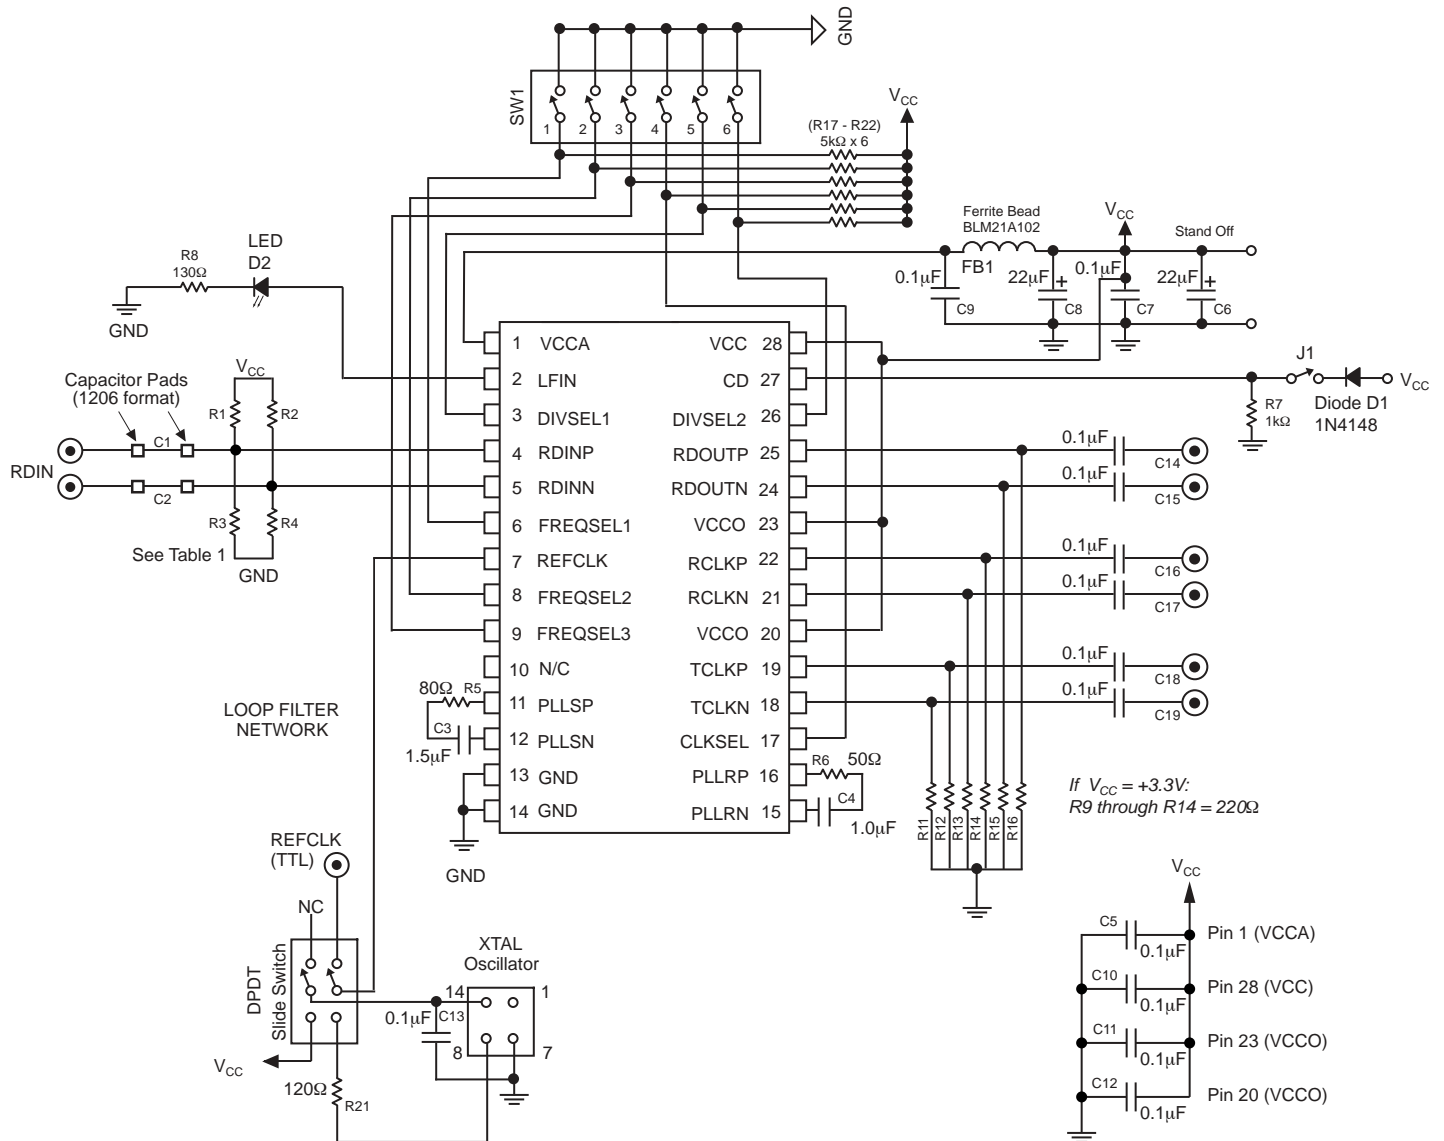 GND
SW1
1 2 3 4 5 6
V_CC
(R17 - R22)
5kΩ x 6
Ferrite Bead
BLM21A102
FB1
V_CC
Stand Off
0.1µF
C9
22µF
+
C8
0.1µF
C7
22µF
+
C6
LED
D2
R8
130Ω
GND
V_CC
Capacitor Pads
(1206 format)
R1
R2
C1
RDIN
C2
R3
R4
See Table 1
GND
1 VCCA
2 LFIN
3 DIVSEL1
4 RDINP
5 RDINN
6 FREQSEL1
7 REFCLK
8 FREQSEL2
9 FREQSEL3
10 N/C
11 PLLSP
12 PLLSN
13 GND
14 GND
VCC 28
CD 27
DIVSEL2 26
RDOUTP 25
RDOUTN 24
VCCO 23
RCLKP 22
RCLKN 21
VCCO 20
TCLKP 19
TCLKN 18
CLKSEL 17
PLLRP 16
PLLRN 15
J1
V_CC
R7
1kΩ
Diode D1
1N4148
0.1µF
C14
0.1µF
C15
0.1µF
C16
0.1µF
C17
0.1µF
C18
0.1µF
C19
80Ω
R5
C3
1.5µF
LOOP FILTER
NETWORK
GND
R6
50Ω
C4
1.0µF
R11
R12
R13
R14
R15
R16
If V_CC = +3.3V:
R9 through R14 = 220Ω
REFCLK
(TTL)
NC
DPDT
Slide Switch
V_CC
120Ω
R21
XTAL
Oscillator
14
1
0.1µF
C13
8
7
V_CC
C5
0.1µF
Pin 1 (VCCA)
C10
0.1µF
Pin 28 (VCC)
C11
0.1µF
Pin 23 (VCCO)
C12
0.1µF
Pin 20 (VCCO)